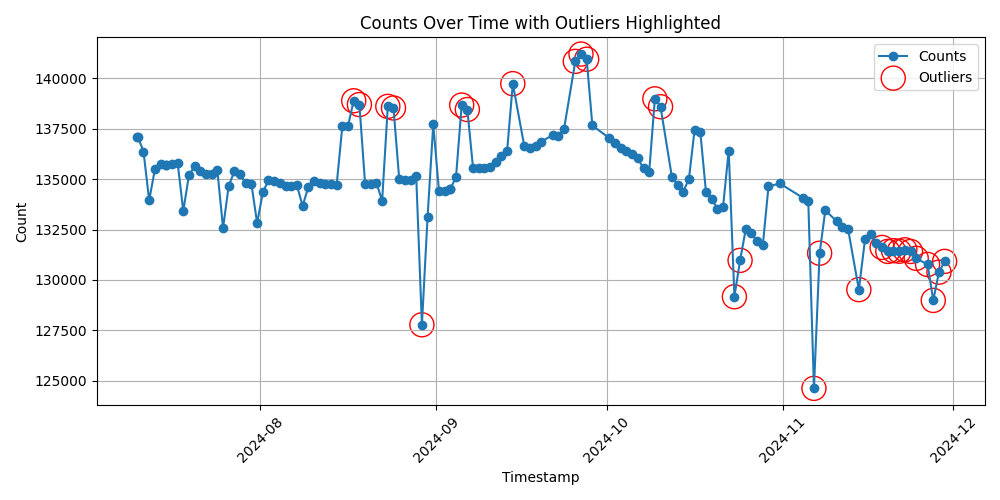 Counts Over Time with Outliers Highlighted
Counts
Outliers
140000
137500
135000
132500
130000
127500
125000
Count
2024-08
2024-09
2024-10
2024-11
2024-12
Timestamp